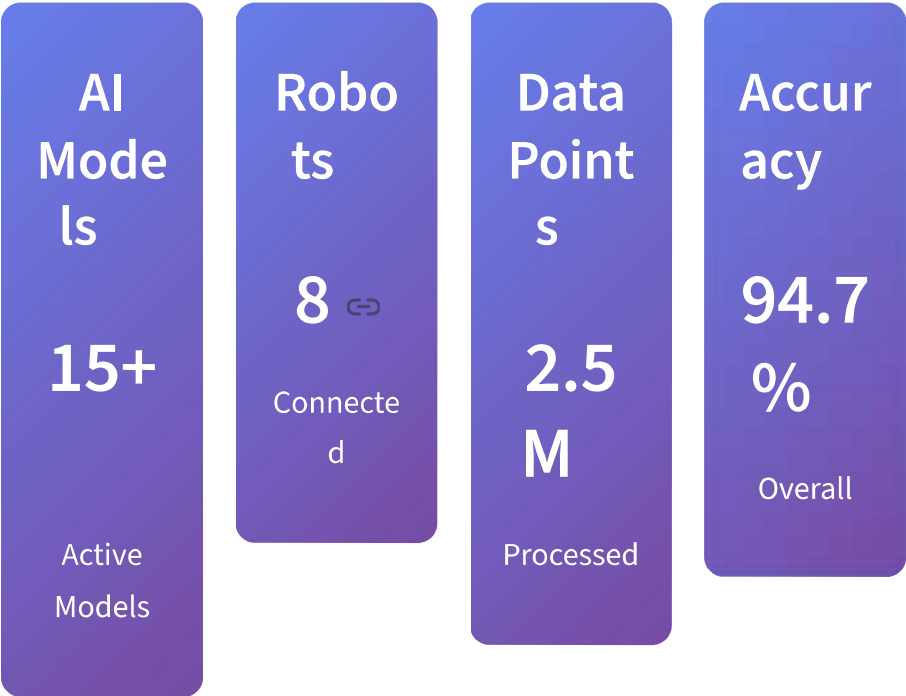 AI
Mode
ls
15+
Active
Models
Robo
ts
8
Connecte
d
Data
Point
s
2.5
M
Processed
Accur
acy
94.7
%
Overall